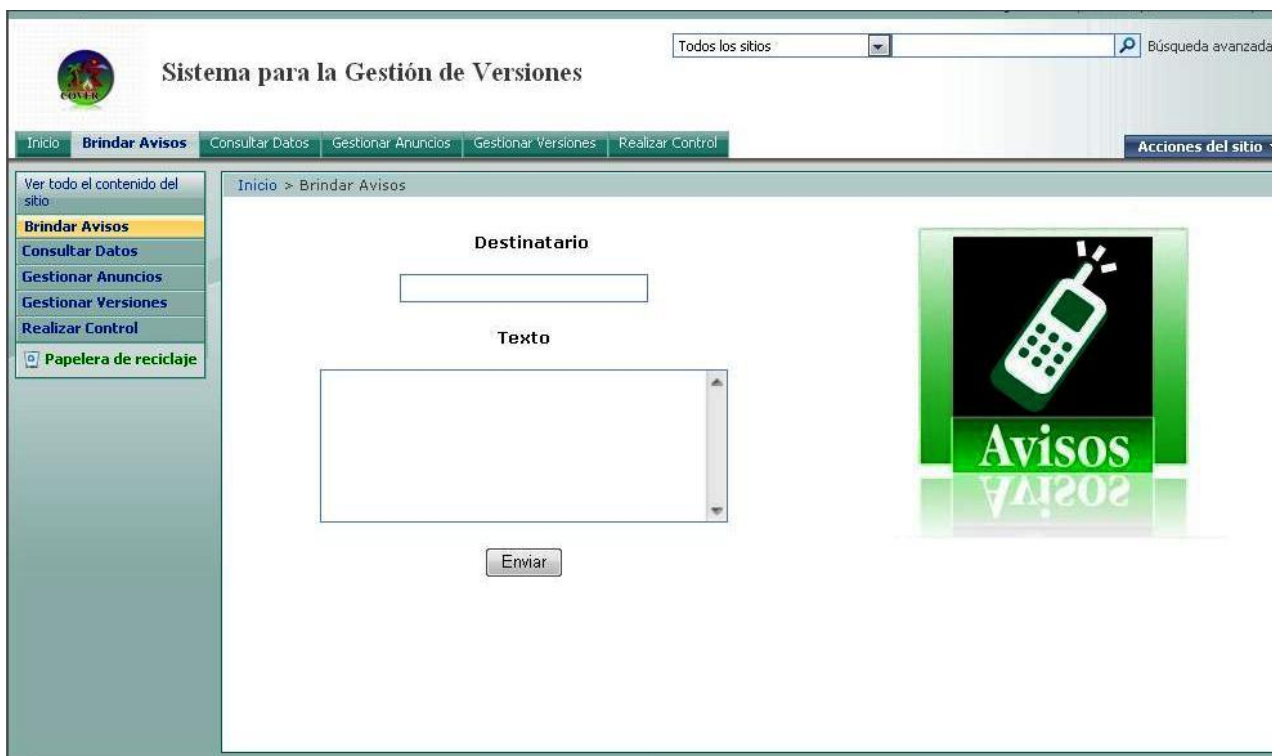 Todos los sitios
Búsqueda avanzada
COVER
Sistema para la Gestión de Versiones
Inicio
Brindar Avisos
Consultar Datos
Gestionar Anuncios
Gestionar Versiones
Realizar Control
Acciones del sitio
Ver todo el contenido del
sitio
Brindar Avisos
Consultar Datos
Gestionar Anuncios
Gestionar Versiones
Realizar Control
Papelera de reciclaje
Inicio > Brindar Avisos
Destinatario
Texto
Enviar
Avisos